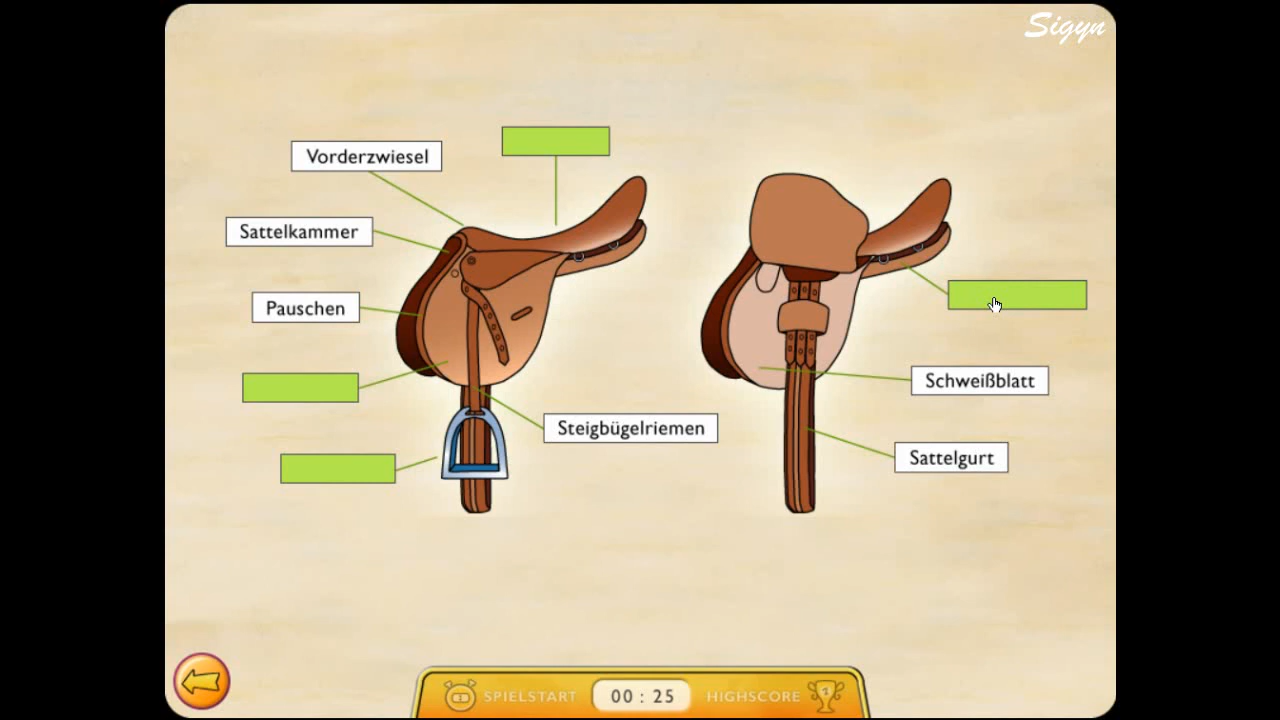 Sigyn
Vorderzwiesel
Sattelkammer
Pauschen
Steigbügelriemen
Schweißblatt
Sattelgurt
SPIELSTART
00 : 25
HIGHSCORE